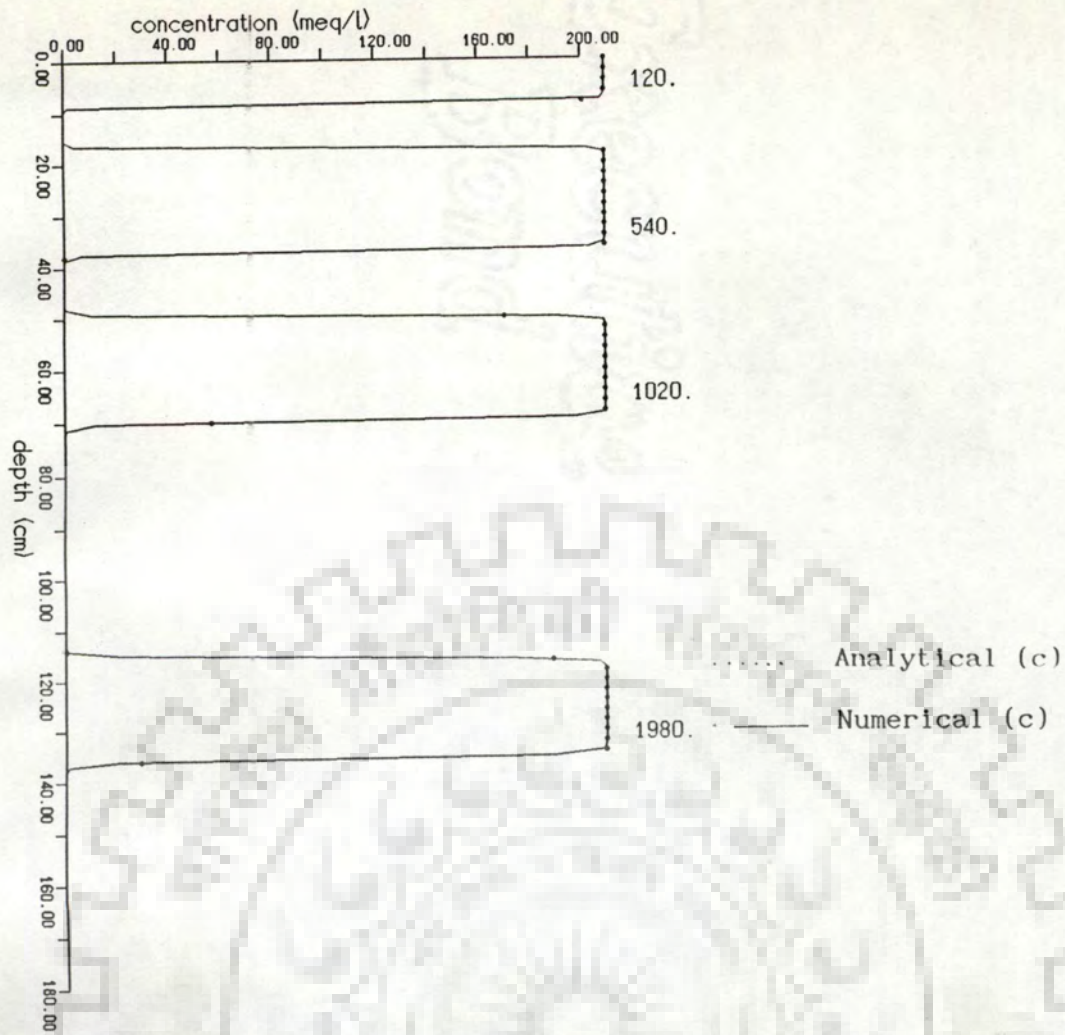 concentration (meq/l)
0.00 40.00 80.00 120.00 160.00 200.00
0.00
20.00
40.00
60.00
80.00
100.00
120.00
140.00
160.00
180.00
depth (cm)
120.
540.
1020.
1980.
Analytical (c)
Numerical (c)